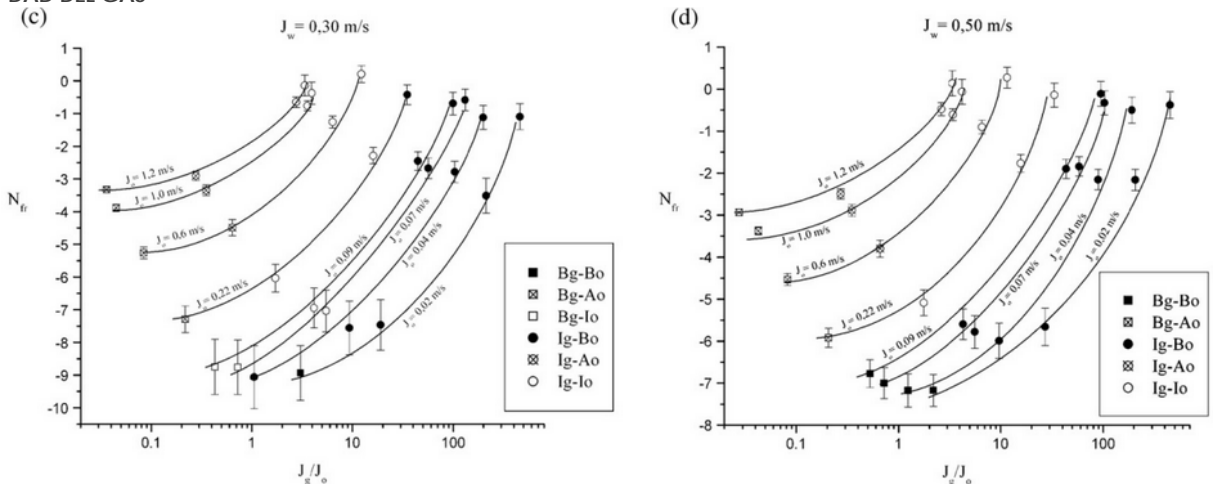 (c)
J_w = 0,30 m/s
1
0
-1
-2
-3
-4
-5
-6
-7
-8
-9
-10
N_fr
J_o= 1,2 m/s
J_o= 1,0 m/s
J_o= 0,6 m/s
J_o= 0,22 m/s
J_o= 0,09 m/s
J_o= 0,07 m/s
J_o= 0,04 m/s
J_o= 0,02 m/s
Bg-Bo
Bg-Ao
Bg-Io
Ig-Bo
Ig-Ao
Ig-Io
0.1
1
10
100
J_g/J_o
(d)
J_w = 0,50 m/s
1
0
-1
-2
-3
-4
-5
-6
-7
-8
N_fr
J_o= 1,2 m/s
J_o= 1,0 m/s
J_o= 0,6 m/s
J_o= 0,22 m/s
J_o= 0,09 m/s
J_o= 0,07 m/s
J_o= 0,04 m/s
J_o= 0,02 m/s
Bg-Bo
Bg-Ao
Ig-Bo
Ig-Ao
Ig-Io
0.1
1
10
100
J_g/J_o